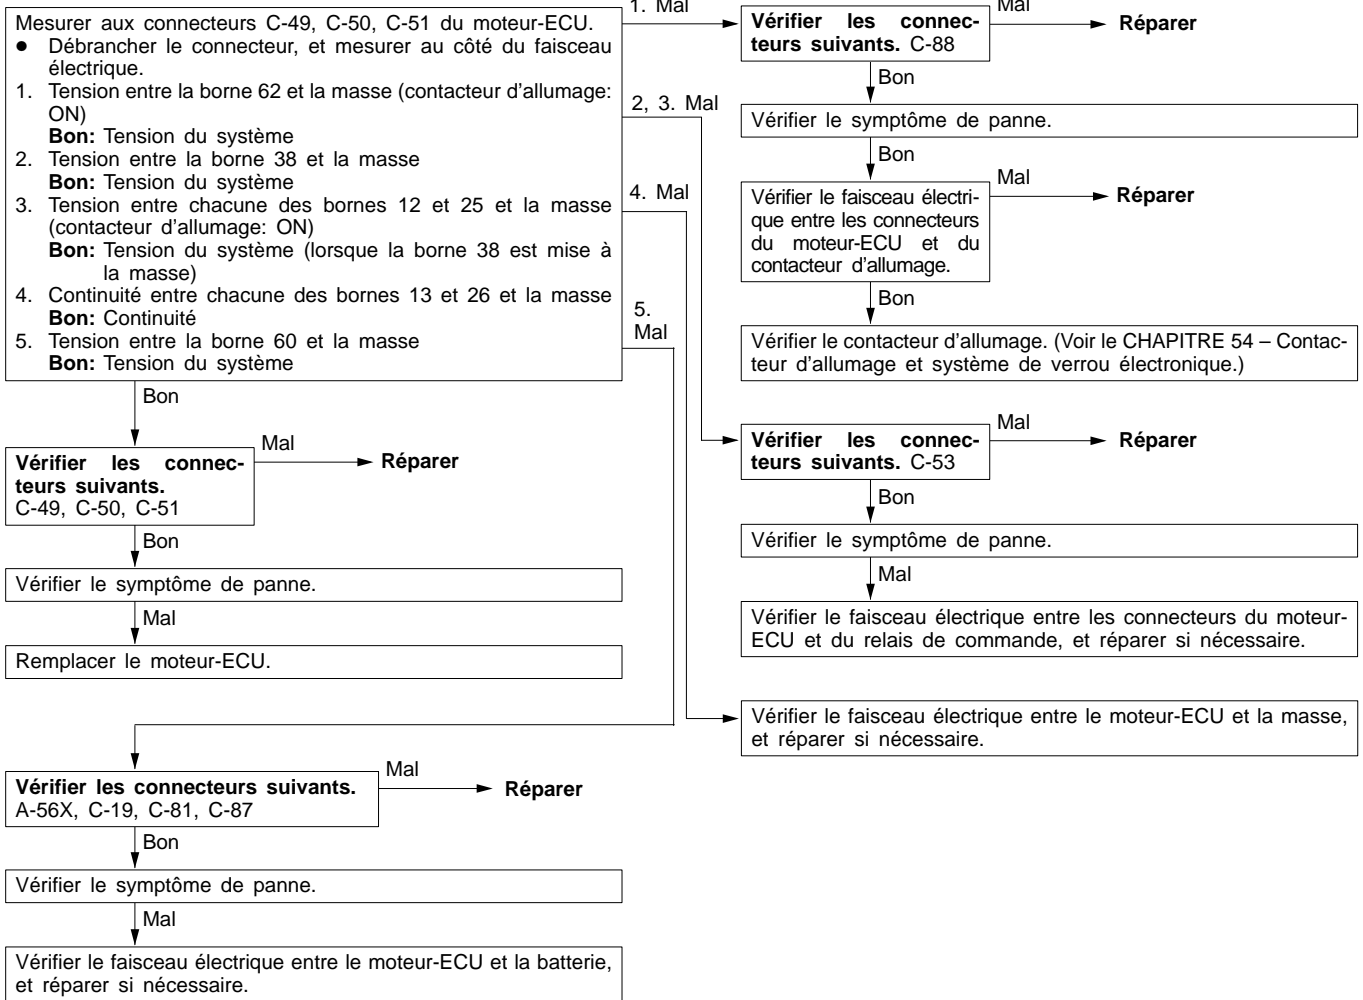 Mesurer aux connecteurs C-49, C-50, C-51 du moteur-ECU.
● Débrancher le connecteur, et mesurer au côté du faisceau
électrique.
1. Tension entre la borne 62 et la masse (contacteur d'allumage:
ON)
Bon: Tension du système
2. Tension entre la borne 38 et la masse
Bon: Tension du système
3. Tension entre chacune des bornes 12 et 25 et la masse
(contacteur d'allumage: ON)
Bon: Tension du système (lorsque la borne 38 est mise à
la masse)
4. Continuité entre chacune des bornes 13 et 26 et la masse
Bon: Continuité
5. Tension entre la borne 60 et la masse
Bon: Tension du système
1. Mal
Vérifier les connec-
teurs suivants. C-88
Mal
Réparer
Bon
Vérifier le symptôme de panne.
Bon
Vérifier le faisceau électri-
que entre les connecteurs
du moteur-ECU et du
contacteur d'allumage.
Mal
Réparer
Bon
Vérifier le contacteur d'allumage. (Voir le CHAPITRE 54 – Contac-
teur d'allumage et système de verrou électronique.)
2, 3. Mal
Vérifier les connec-
teurs suivants. C-53
Mal
Réparer
Bon
Vérifier le symptôme de panne.
Mal
Vérifier le faisceau électrique entre les connecteurs du moteur-
ECU et du relais de commande, et réparer si nécessaire.
4. Mal
Vérifier le faisceau électrique entre le moteur-ECU et la masse,
et réparer si nécessaire.
5.
Mal
Bon
Vérifier les connec-
teurs suivants.
C-49, C-50, C-51
Mal
Réparer
Bon
Vérifier le symptôme de panne.
Mal
Remplacer le moteur-ECU.
Vérifier les connecteurs suivants.
A-56X, C-19, C-81, C-87
Mal
Réparer
Bon
Vérifier le symptôme de panne.
Mal
Vérifier le faisceau électrique entre le moteur-ECU et la batterie,
et réparer si nécessaire.